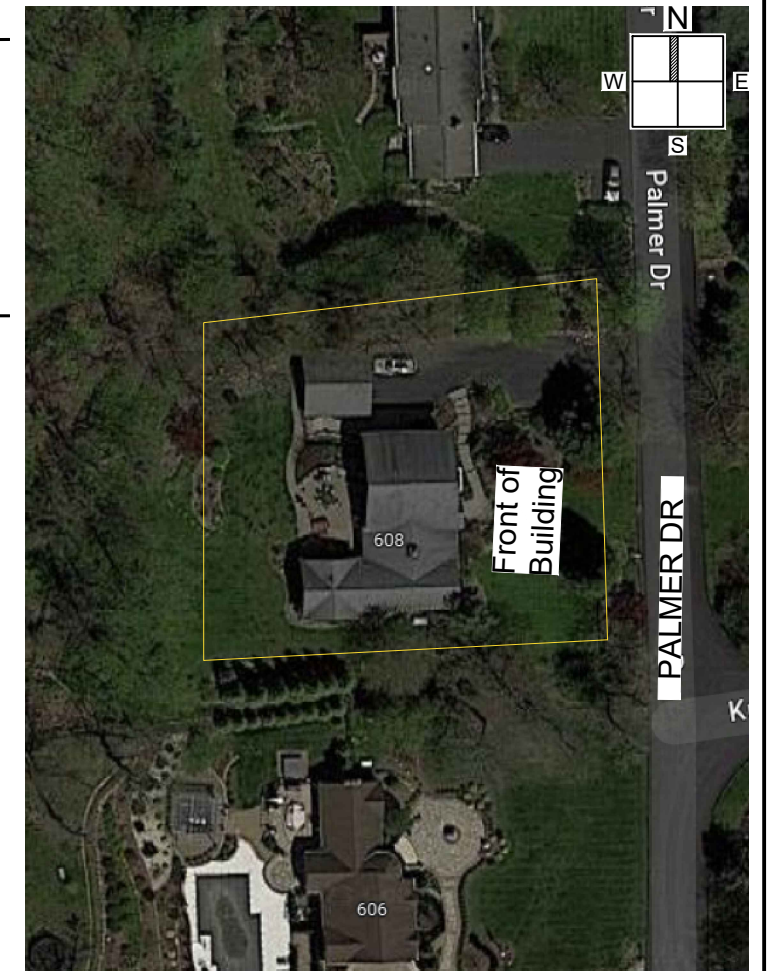 r
N
W
E
S
Palmer Dr
608
Front of
Building
PALMER DR
K
606